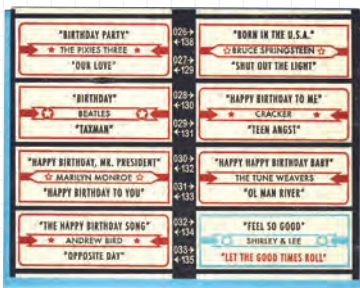 "BIRTHDAY PARTY"
THE PIXIES THREE
"OUR LOVE"
026→
←138
027→
←129
"BORN IN THE U.S.A."
BRUCE SPRINGSTEEN
"SHUT OUT THE LIGHT"
"BIRTHDAY"
BEATLES
"TAXMAN"
028→
←130
029→
←131
"HAPPY BIRTHDAY TO ME"
CRACKER
"TEEN ANGST"
"HAPPY BIRTHDAY, MR. PRESIDENT"
MARILYN MONROE
"HAPPY BIRTHDAY TO YOU"
030→
←132
031→
←133
"HAPPY HAPPY BIRTHDAY BABY"
THE TUNE WEAVERS
"OL MAN RIVER"
"THE HAPPY BIRTHDAY SONG"
ANDREW BIRD
"OPPOSITE DAY"
032→
←134
033→
←135
"FEEL SO GOOD"
SHIRLEY & LEE
"LET THE GOOD TIMES ROLL"